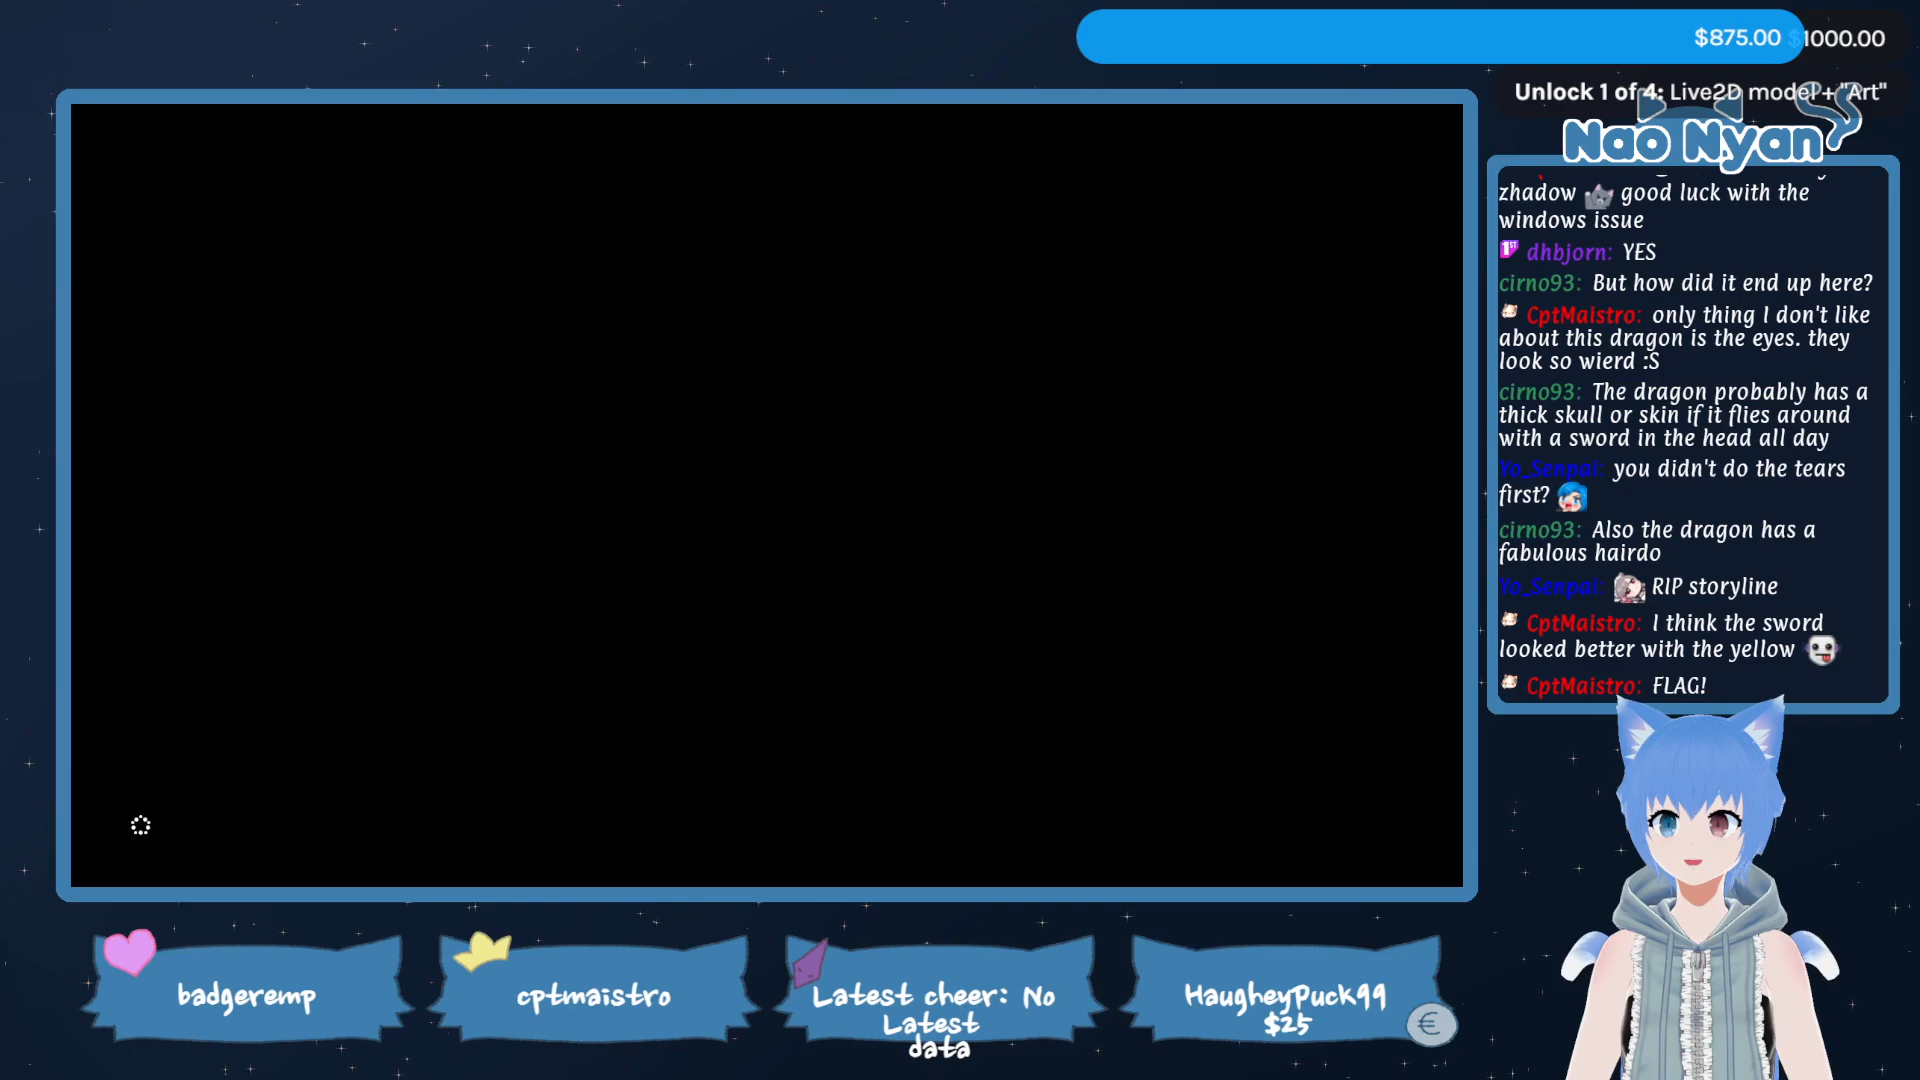 $875.00 $1000.00
Unlock 1 of 4: Live2D model + "Art"
Nao Nyan
zhadow good luck with the
windows issue
1ST dhbjorn: YES
cirno93: But how did it end up here?
CptMaistro: only thing I don't like
about this dragon is the eyes. they
look so wierd :S
cirno93: The dragon probably has a
thick skull or skin if it flies around
with a sword in the head all day
Yo_Senpai: you didn't do the tears
first?
cirno93: Also the dragon has a
fabulous hairdo
Yo_Senpai: RIP storyline
CptMaistro: I think the sword
looked better with the yellow
CptMaistro: FLAG!
badgeremp
cptmaistro
Latest cheer: No
Latest
data
HaugheyPuck99
$25
€